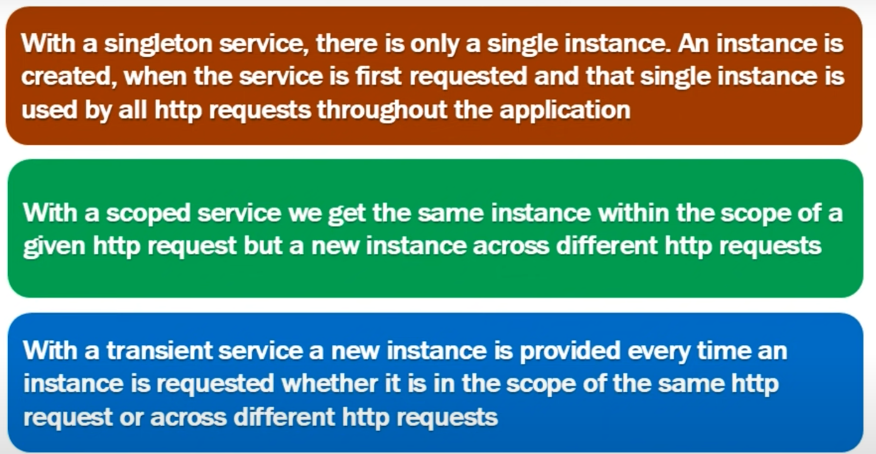 With a singleton service, there is only a single instance. An instance is
created, when the service is first requested and that single instance is
used by all http requests throughout the application
With a scoped service we get the same instance within the scope of a
given http request but a new instance across different http requests
With a transient service a new instance is provided every time an
instance is requested whether it is in the scope of the same http
request or across different http requests